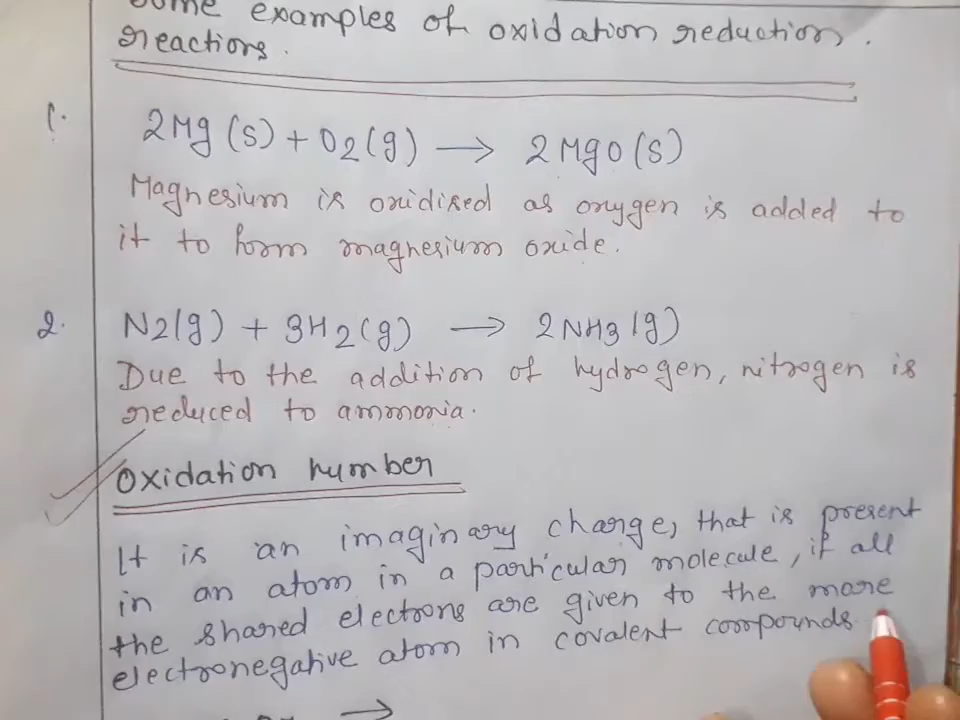 Some examples of oxidation reduction.
reactions.
1.
2Mg (s) + O2(g) → 2MgO(s)
Magnesium is oxidised as oxygen is added to
it to form magnesium oxide.
2.
N2(g) + 3H2(g) → 2NH3(g)
Due to the addition of hydrogen, nitrogen is
reduced to ammonia.
Oxidation number
It is an imaginary charge, that is present
in an atom in a particular molecule, if all
the shared electrons are given to the more
electronegative atom in covalent compounds
→